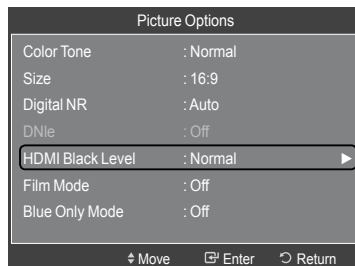 Picture Options
Color Tone : Normal
Size : 16:9
Digital NR : Auto
DNIe : Off
HDMI Black Level : Normal
Film Mode : Off
Blue Only Mode : Off
Move Enter Return